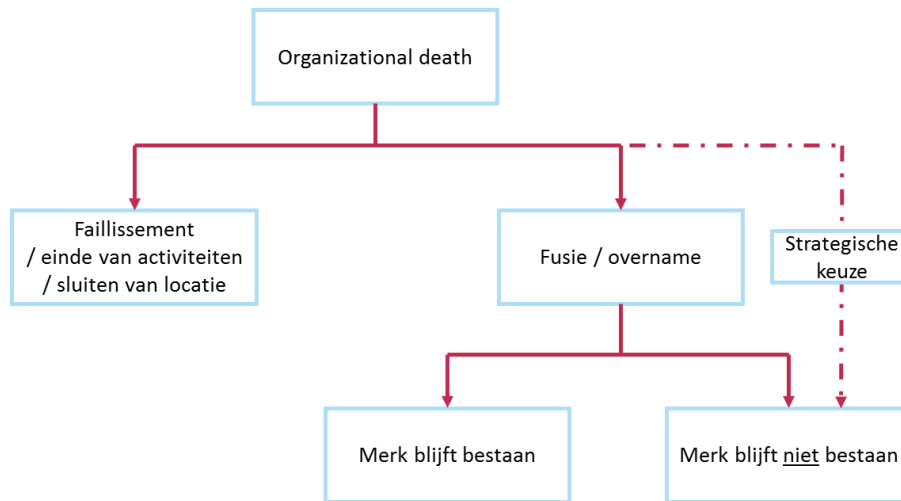 Organizational death
Faillissement
/ einde van activiteiten
/ sluiten van locatie
Fusie / overname
Strategische
keuze
Merk blijft bestaan
Merk blijft niet bestaan